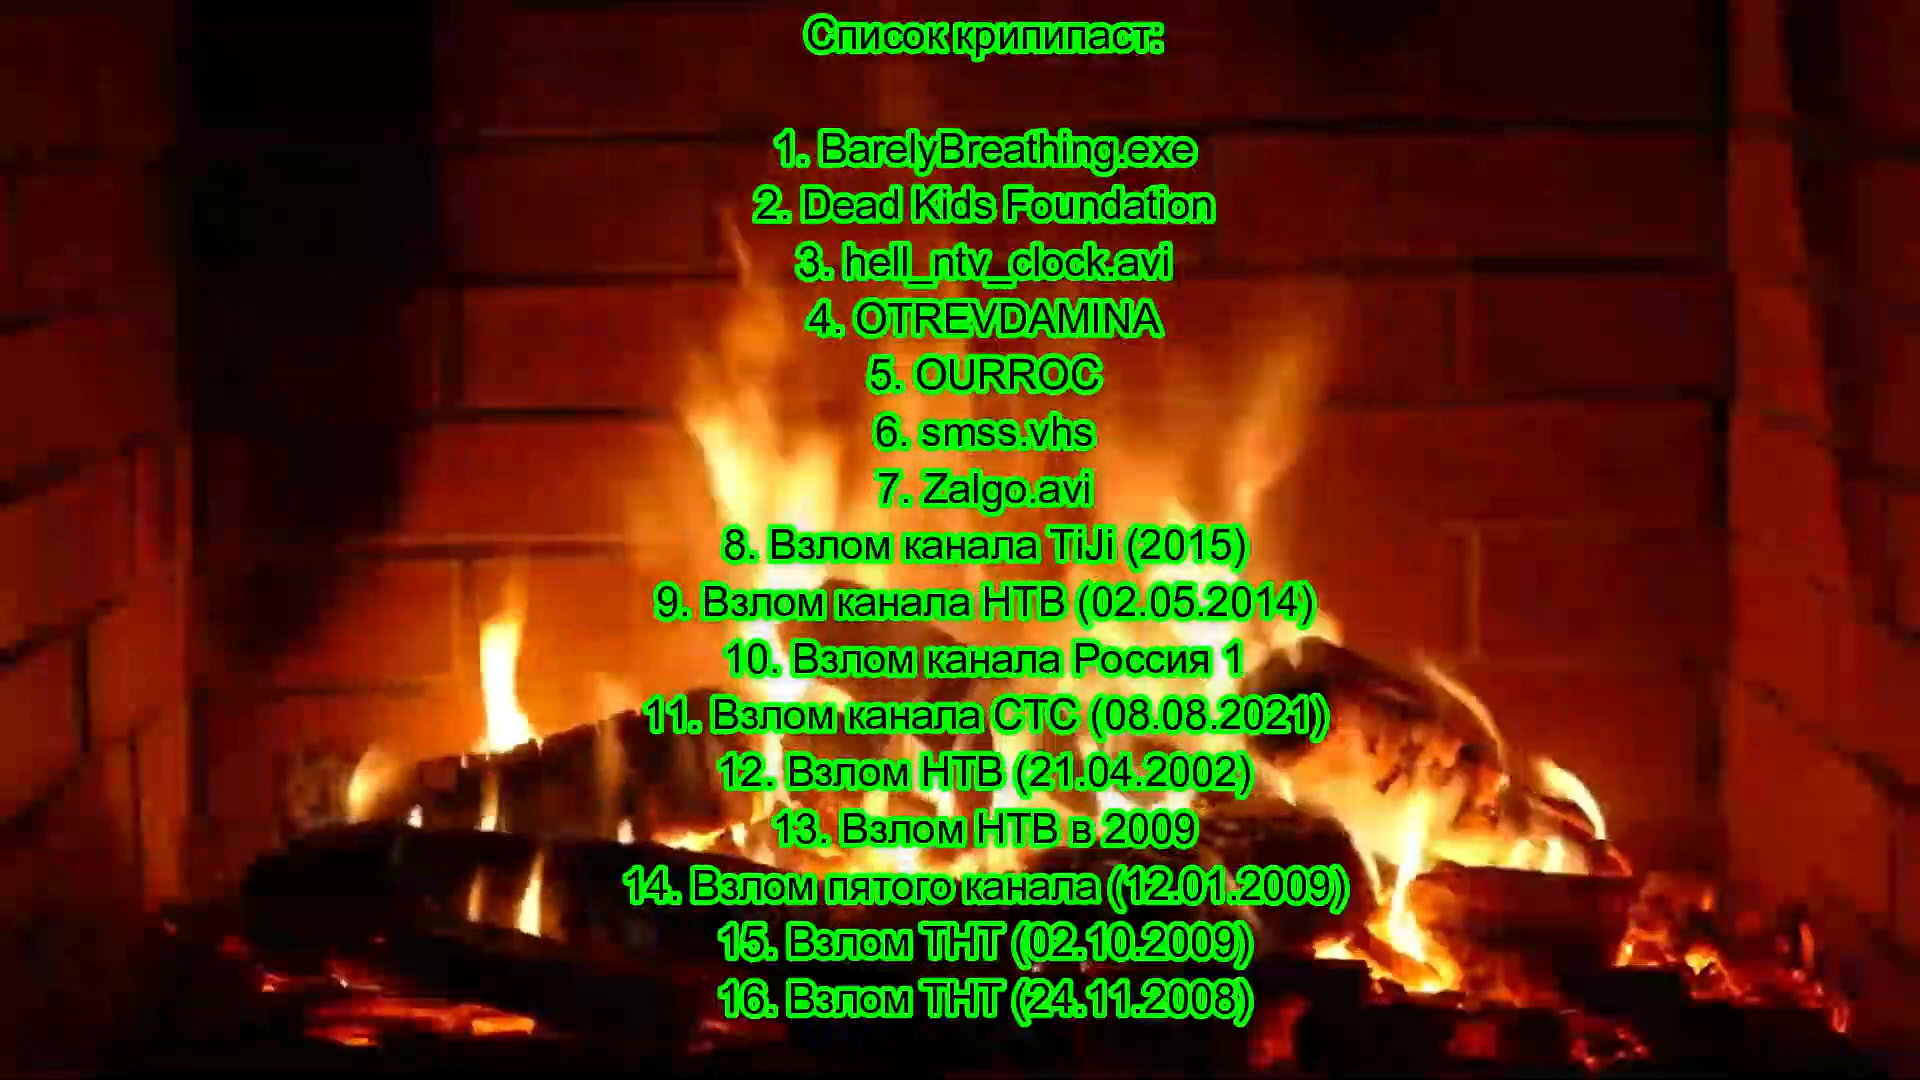 Список крипипаст:
1. BarelyBreathing.exe
2. Dead Kids Foundation
3. hell_ntv_clock.avi
4. OTREVDAMINA
5. OURROC
6. smss.vhs
7. Zalgo.avi
8. Взлом канала TiJi (2015)
9. Взлом канала НТВ (02.05.2014)
10. Взлом канала Россия 1
11. Взлом канала СТС (08.08.2021)
12. Взлом НТВ (21.04.2002)
13. Взлом НТВ в 2009
14. Взлом пятого канала (12.01.2009)
15. Взлом ТНТ (02.10.2009)
16. Взлом ТНТ (24.11.2008)